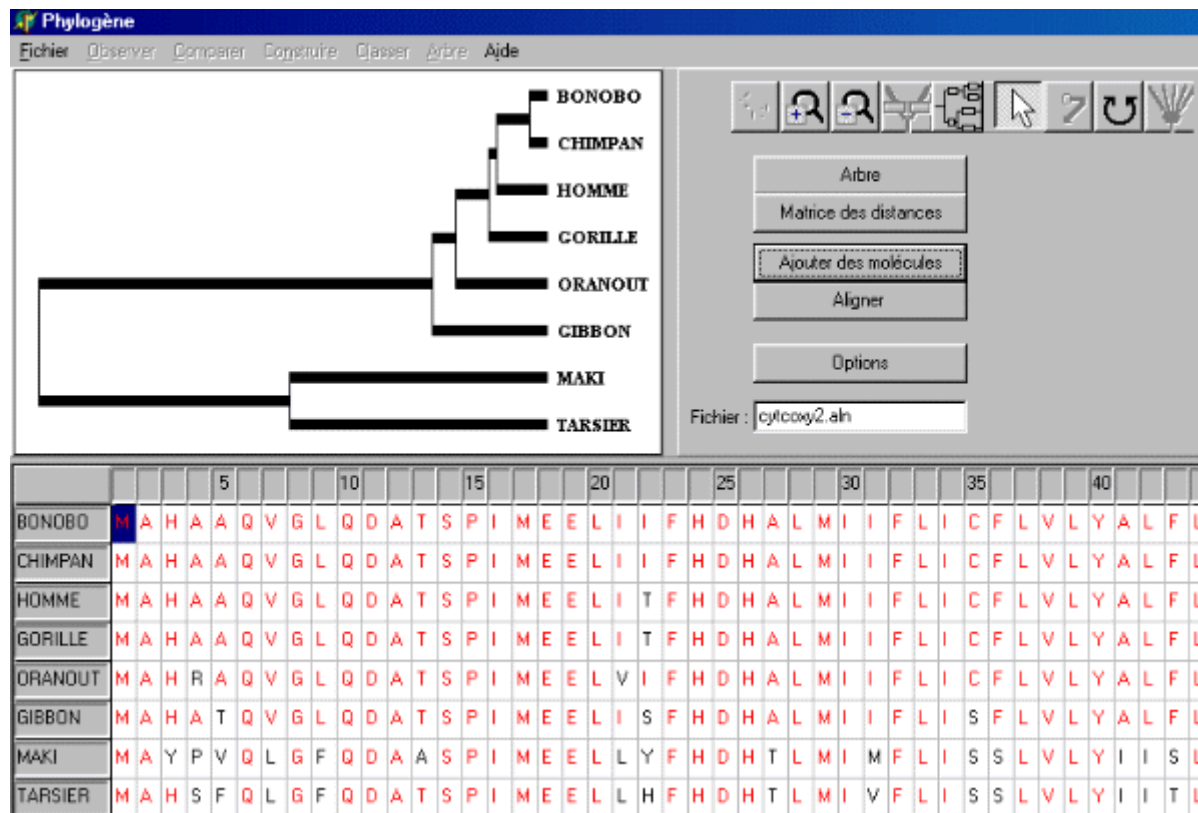 Phylogène
Fichier Observer Comparer Construire Classer Arbre Aide
BONOBO
CHIMPAN
HOMME
GORILLE
ORANOUT
GIBBON
MAKI
TARSIER
Arbre
Matrice des distances
Ajouter des molécules
Aligner
Options
Fichier : cytcoxy2.aln
5 10 15 20 25 30 35 40
BONOBO M A H A A Q V G L Q D A T S P I M E E L I I F H D H A L M I I F L I C F L V L Y A L F L
CHIMPAN M A H A A Q V G L Q D A T S P I M E E L I I F H D H A L M I I F L I C F L V L Y A L F L
HOMME M A H A A Q V G L Q D A T S P I M E E L I T F H D H A L M I I F L I C F L V L Y A L F L
GORILLE M A H A A Q V G L Q D A T S P I M E E L I T F H D H A L M I I F L I C F L V L Y A L F L
ORANOUT M A H R A Q V G L Q D A T S P I M E E L V I F H D H A L M I I F L I C F L V L Y A L F L
GIBBON M A H A T Q V G L Q D A T S P I M E E L I S F H D H A L M I I F L I S F L V L Y A L F L
MAKI M A Y P V Q L G F Q D A A S P I M E E L L Y F H D H T L M I M F L I S S L V L Y I I S L
TARSIER M A H S F Q L G F Q D A T S P I M E E L L H F H D H T L M I V F L I S S L V L Y I I T L